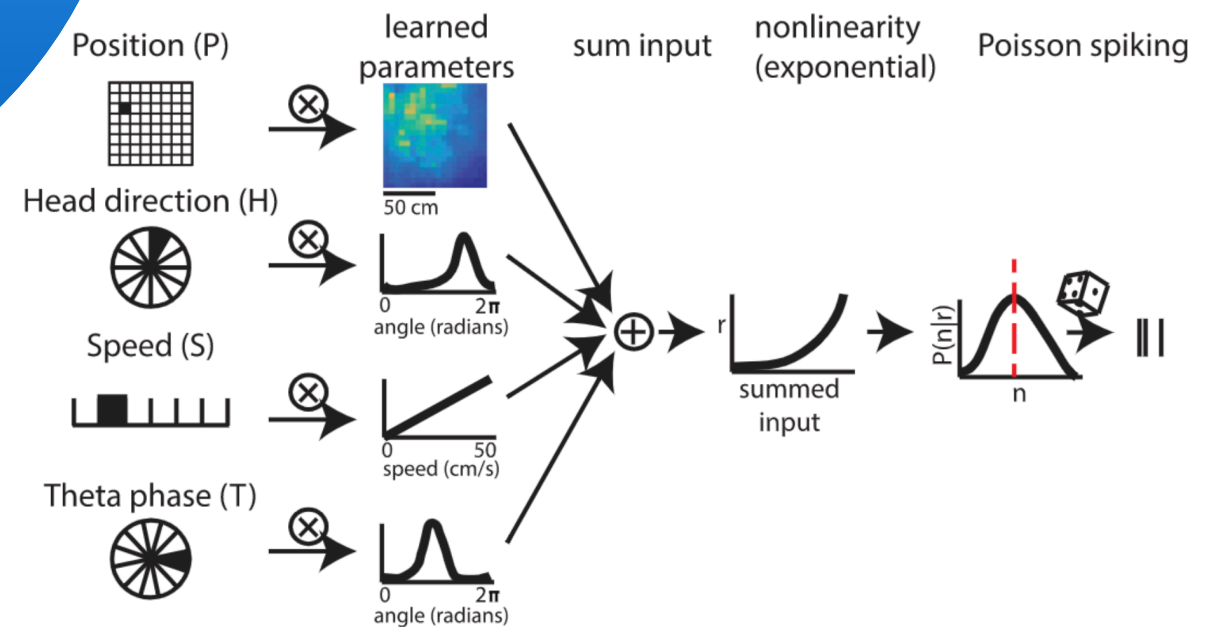 Position (P)
learned
parameters
sum input
nonlinearity
(exponential)
Poisson spiking
50 cm
Head direction (H)
0
2π
angle (radians)
Speed (S)
0
50
speed (cm/s)
Theta phase (T)
0
2π
angle (radians)
r
summed
input
P(n|r)
n